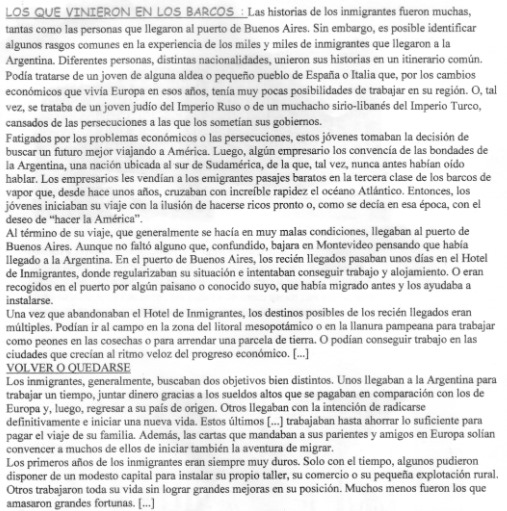 LOS QUE VINIERON EN LOS BARCOS : Las historias de los inmigrantes fueron muchas,
tantas como las personas que llegaron al puerto de Buenos Aires. Sin embargo, es posible identificar
algunos rasgos comunes en la experiencia de los miles y miles de inmigrantes que llegaron a la
Argentina. Diferentes personas, distintas nacionalidades, unieron sus historias en un itinerario común.
Podía tratarse de un joven de alguna aldea o pequeño pueblo de España o Italia que, por los cambios
económicos que vivía Europa en esos años, tenía muy pocas posibilidades de trabajar en su región. O, tal
vez, se trataba de un joven judío del Imperio Ruso o de un muchacho sirio-libanés del Imperio Turco,
cansados de las persecuciones a las que los sometían sus gobiernos.
Fatigados por los problemas económicos o las persecuciones, estos jóvenes tomaban la decisión de
buscar un futuro mejor viajando a América. Luego, algún empresario los convencía de las bondades de
la Argentina, una nación ubicada al sur de Sudamérica, de la que, tal vez, nunca antes habían oído
hablar. Los empresarios les vendían a los emigrantes pasajes baratos en la tercera clase de los barcos de
vapor que, desde hace unos años, cruzaban con increíble rapidez el océano Atlántico. Entonces, los
jóvenes iniciaban su viaje con la ilusión de hacerse ricos pronto o, como se decía en esa época, con el
deseo de "hacer la América".
Al término de su viaje, que generalmente se hacía en muy malas condiciones, llegaban al puerto de
Buenos Aires. Aunque no faltó alguno que, confundido, bajara en Montevideo pensando que había
llegado a la Argentina. En el puerto de Buenos Aires, los recién llegados pasaban unos días en el Hotel
de Inmigrantes, donde regularizaban su situación e intentaban conseguir trabajo y alojamiento. O eran
recogidos en el puerto por algún paisano o conocido suyo, que había migrado antes y los ayudaba a
instalarse.
Una vez que abandonaban el Hotel de Inmigrantes, los destinos posibles de los recién llegados eran
múltiples. Podían ir al campo en la zona del litoral mesopotámico o en la llanura pampeana para trabajar
como peones en las cosechas o para arrendar una parcela de tierra. O podían conseguir trabajo en las
ciudades que crecían al ritmo veloz del progreso económico. [...]
VOLVER O QUEDARSE
Los inmigrantes, generalmente, buscaban dos objetivos bien distintos. Unos llegaban a la Argentina para
trabajar un tiempo, juntar dinero gracias a los sueldos altos que se pagaban en comparación con los de
Europa y, luego, regresar a su país de origen. Otros llegaban con la intención de radicarse
definitivamente e iniciar una nueva vida. Estos últimos [...] trabajaban hasta ahorrar lo suficiente para
pagar el viaje de su familia. Además, las cartas que mandaban a sus parientes y amigos en Europa solían
convencer a muchos de ellos de iniciar también la aventura de migrar.
Los primeros años de los inmigrantes eran siempre muy duros. Solo con el tiempo, algunos pudieron
disponer de un modesto capital para instalar su propio taller, su comercio o su pequeña explotación rural.
Otros trabajaron toda su vida sin lograr grandes mejoras en su posición. Muchos menos fueron los que
amasaron grandes fortunas. [...]